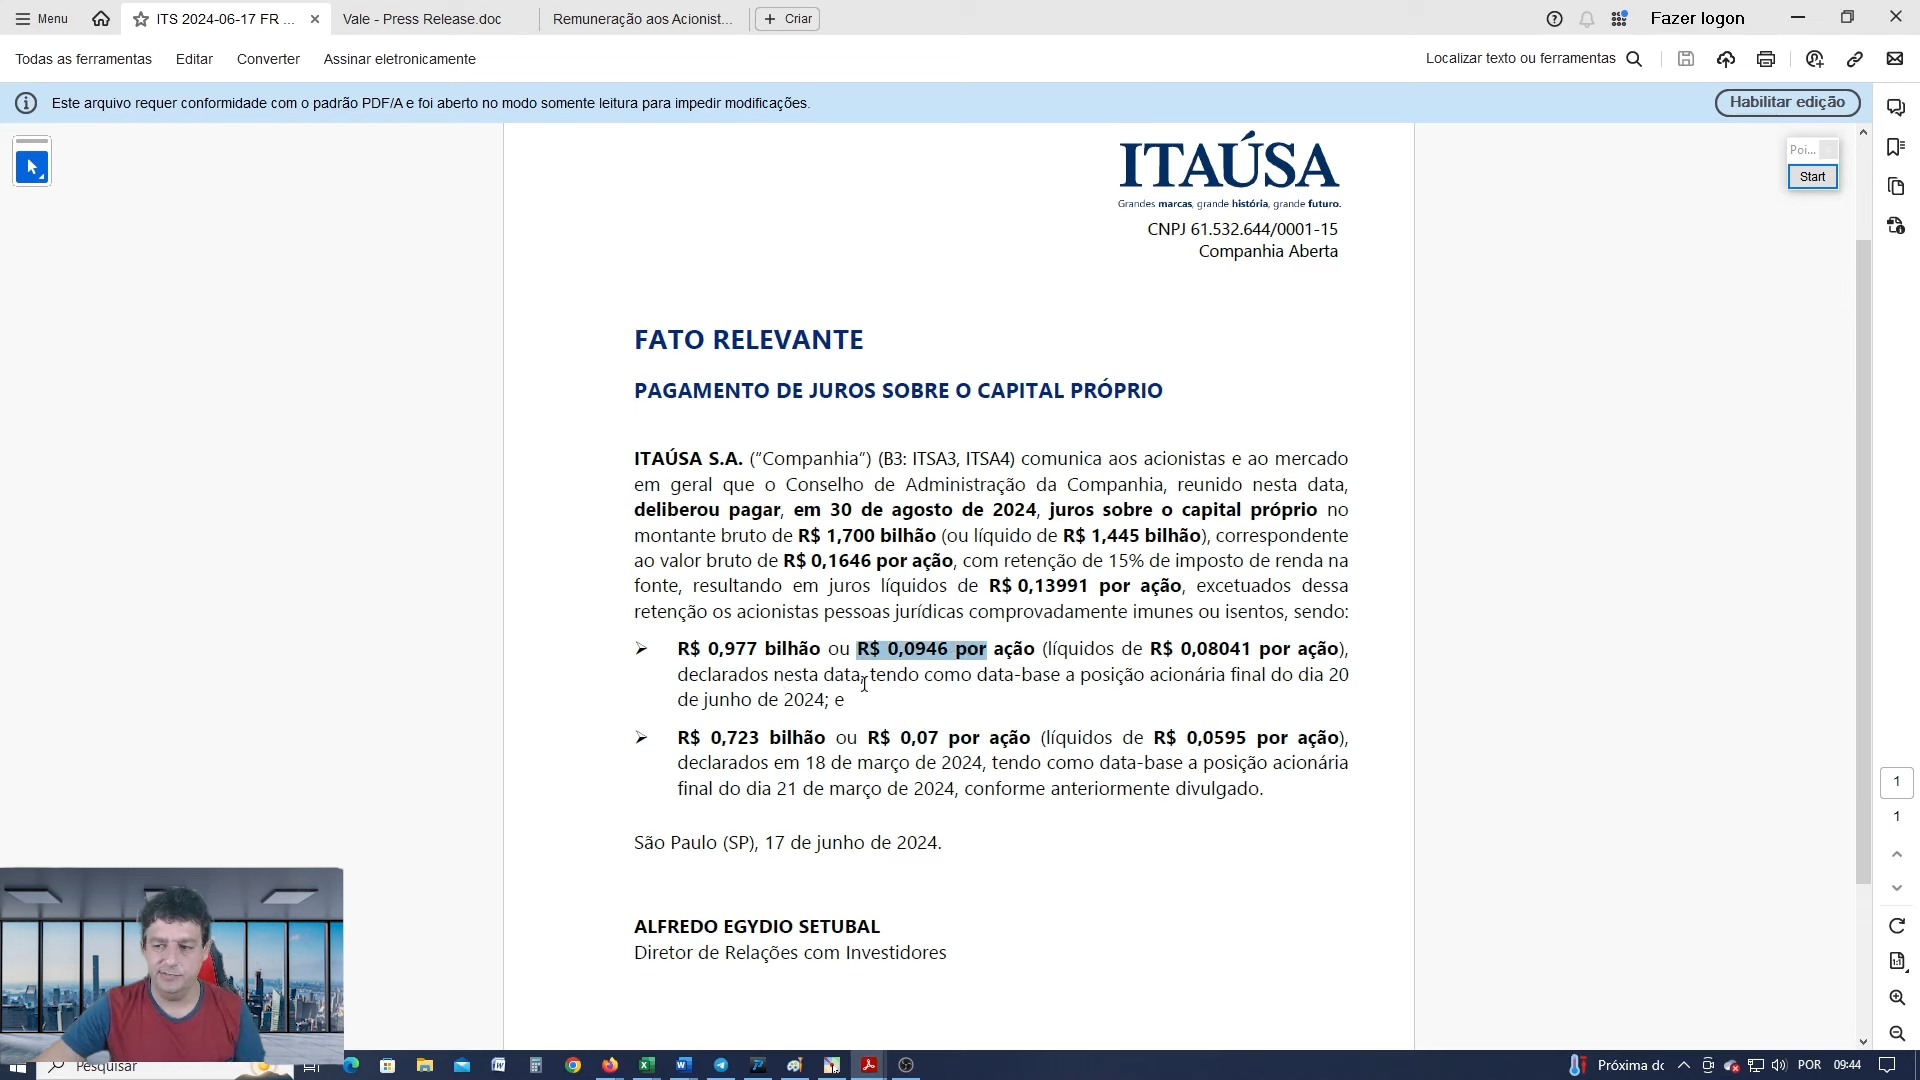 Menu
ITS 2024-06-17 FR ...
Vale - Press Release.doc
Remuneração aos Acionist...
Criar
Fazer logon
Todas as ferramentas
Editar
Converter
Assinar eletronicamente
Localizar texto ou ferramentas
Este arquivo requer conformidade com o padrão PDF/A e foi aberto no modo somente leitura para impedir modificações.
Habilitar edição
Poi...
Start
ITAÚSA
Grandes marcas, grande história, grande futuro.
CNPJ 61.532.644/0001-15
Companhia Aberta
FATO RELEVANTE
PAGAMENTO DE JUROS SOBRE O CAPITAL PRÓPRIO
ITAÚSA S.A. (“Companhia“) (B3: ITSA3, ITSA4) comunica aos acionistas e ao mercado
em geral que o Conselho de Administração da Companhia, reunido nesta data,
deliberou pagar, em 30 de agosto de 2024, juros sobre o capital próprio no
montante bruto de R$ 1,700 bilhão (ou líquido de R$ 1,445 bilhão), correspondente
ao valor bruto de R$ 0,1646 por ação, com retenção de 15% de imposto de renda na
fonte, resultando em juros líquidos de R$ 0,13991 por ação, excetuados dessa
retenção os acionistas pessoas jurídicas comprovadamente imunes ou isentos, sendo:
R$ 0,977 bilhão ou R$ 0,0946 por ação (líquidos de R$ 0,08041 por ação),
declarados nesta data, tendo como data-base a posição acionária final do dia 20
de junho de 2024; e
R$ 0,723 bilhão ou R$ 0,07 por ação (líquidos de R$ 0,0595 por ação),
declarados em 18 de março de 2024, tendo como data-base a posição acionária
final do dia 21 de março de 2024, conforme anteriormente divulgado.
São Paulo (SP), 17 de junho de 2024.
ALFREDO EGYDIO SETUBAL
Diretor de Relações com Investidores
1
1
Pesquisar
Próxima dc
POR
09:44